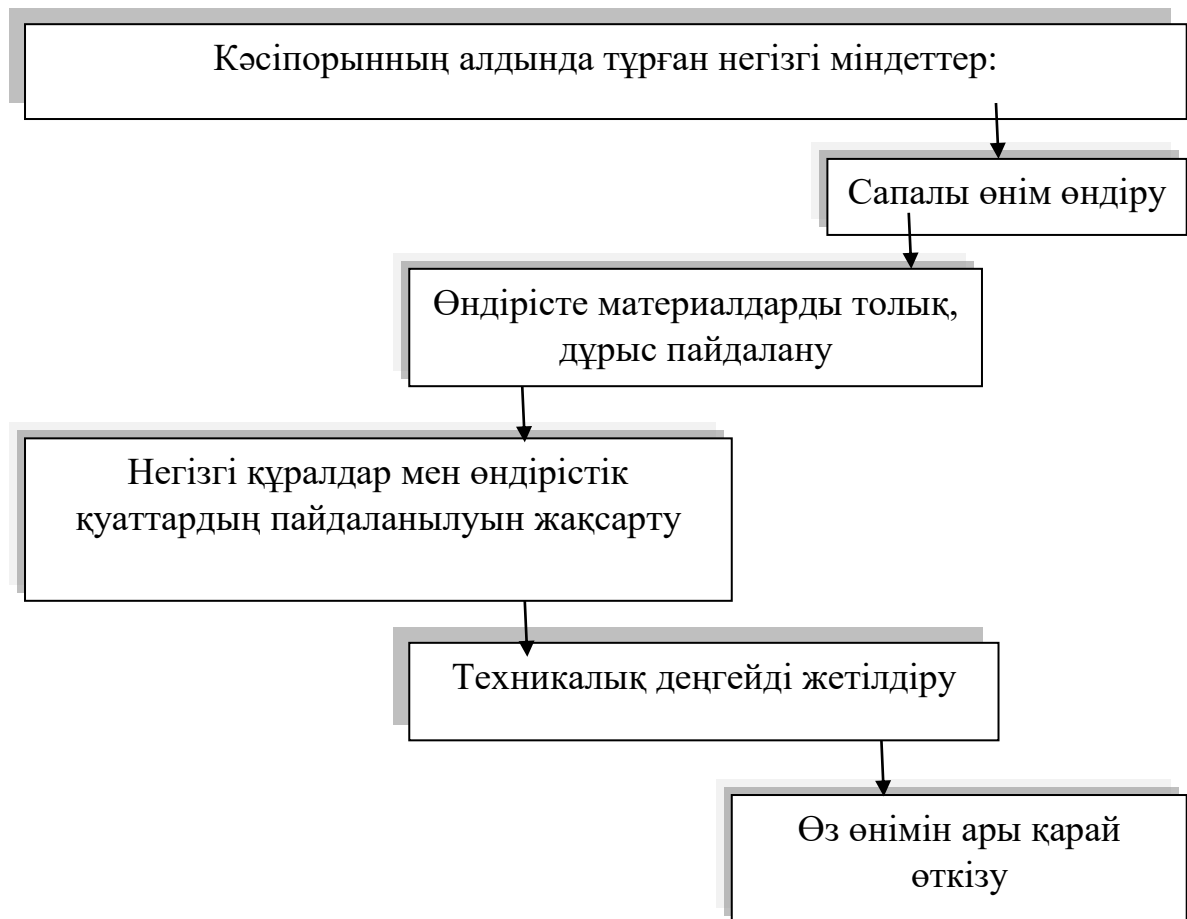 Кәсіпорынның алдында тұрған негізгі міндеттер:
Сапалы өнім өндіру
Өндірісте материалдарды толық,
дұрыс пайдалану
Негізгі құралдар мен өндірістік
қуаттардың пайдаланылуын жақсарту
Техникалық деңгейді жетілдіру
Өз өнімін ары қарай
өткізу